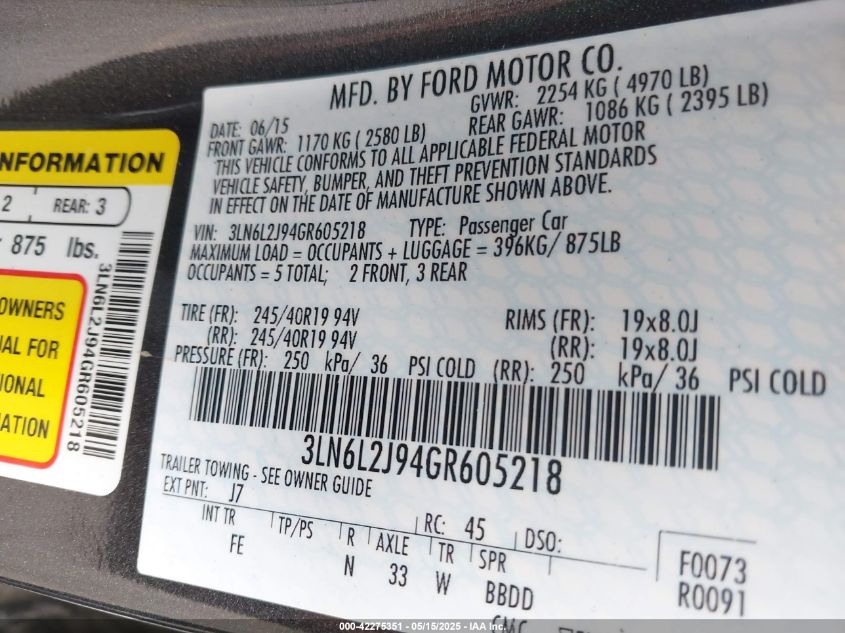 MFD. BY FORD MOTOR CO.
DATE: 06/15 GVWR: 2254 KG ( 4970 LB)
FRONT GAWR: 1170 KG ( 2580 LB) REAR GAWR: 1086 KG ( 2395 LB)
THIS VEHICLE CONFORMS TO ALL APPLICABLE FEDERAL MOTOR
VEHICLE SAFETY, BUMPER, AND THEFT PREVENTION STANDARDS
IN EFFECT ON THE DATE OF MANUFACTURE SHOWN ABOVE.
VIN: 3LN6L2J94GR605218 TYPE: Passenger Car
MAXIMUM LOAD = OCCUPANTS + LUGGAGE = 396KG/ 875LB
OCCUPANTS = 5 TOTAL; 2 FRONT, 3 REAR
TIRE (FR): 245/40R19 94V RIMS (FR): 19x8.0J
(RR): 245/40R19 94V (RR): 19x8.0J
PRESSURE (FR): 250 kPa/ 36 PSI COLD (RR): 250 kPa/ 36 PSI COLD
3LN6L2J94GR605218
TRAILER TOWING - SEE OWNER GUIDE
EXT PNT: J7 RC: 45 DSO:
INT TR TP/PS R AXLE TR SPR F0073
FE N 33 W BBDD R0091
NFORMATION
2 REAR: 3
875 lbs.
3LN6L2J94GR605218
OWNERS
AL FOR
IONAL
ATION
000-42275351 - 05/15/2025 - IAA Inc.